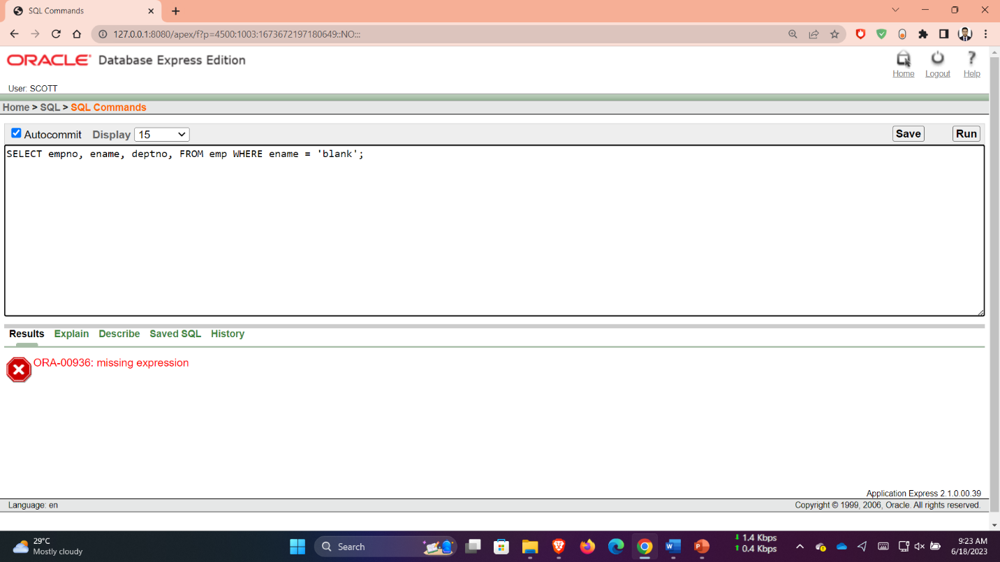 SQL Commands
127.0.0.1:8080/apex/f?p=4500:1003:1673672197180649::NO:::
ORACLE Database Express Edition
Home Logout Help
User: SCOTT
Home > SQL > SQL Commands
Autocommit Display 15 Save Run
SELECT empno, ename, deptno, FROM emp WHERE ename = 'blank';
Results Explain Describe Saved SQL History
ORA-00936: missing expression
Application Express 2.1.0.00.39
Language: en Copyright © 1999, 2006, Oracle. All rights reserved.
29°C
Mostly cloudy
Search
1.4 Kbps
0.4 Kbps
9:23 AM
6/18/2023